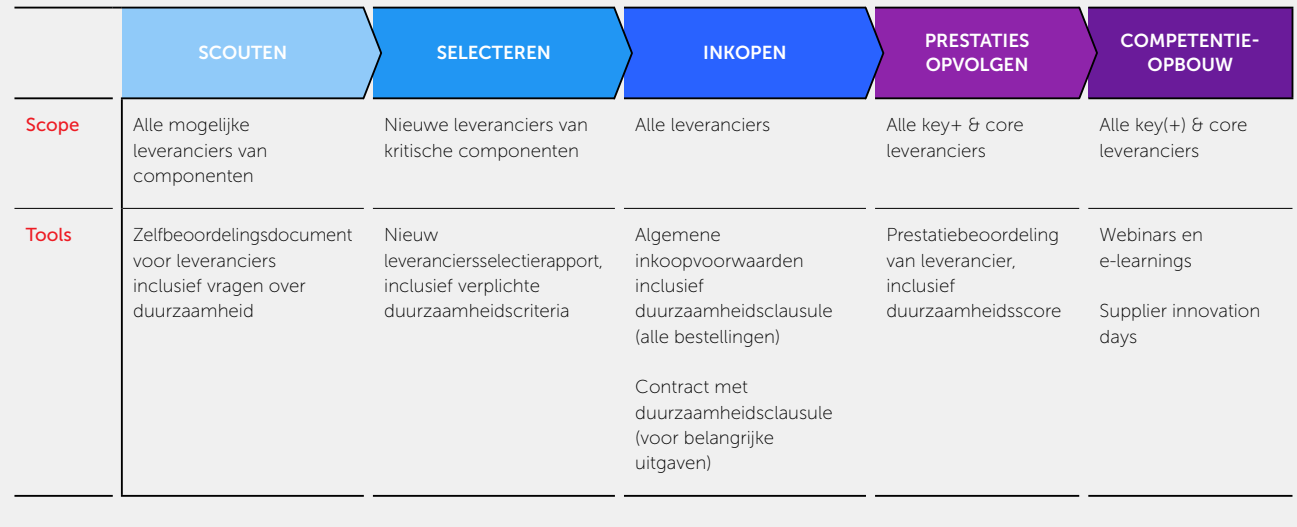 SCOUTEN
SELECTEREN
INKOPEN
PRESTATIES
OPVOLGEN
COMPETENTIE-
OPBOUW
Scope
Alle mogelijke
leveranciers van
componenten
Nieuwe leveranciers van
kritische componenten
Alle leveranciers
Alle key+ & core
leveranciers
Alle key(+) & core
leveranciers
Tools
Zelfbeoordelingsdocument
voor leveranciers
inclusief vragen over
duurzaamheid
Nieuw
leveranciersselectierapport,
inclusief verplichte
duurzaamheidscriteria
Algemene
inkoopvoorwaarden
inclusief
duurzaamheidsclausule
(alle bestellingen)
Contract met
duurzaamheidsclausule
(voor belangrijke
uitgaven)
Prestatiebeoordeling
van leverancier,
inclusief
duurzaamheidsscore
Webinars en
e-learnings
Supplier innovation
days